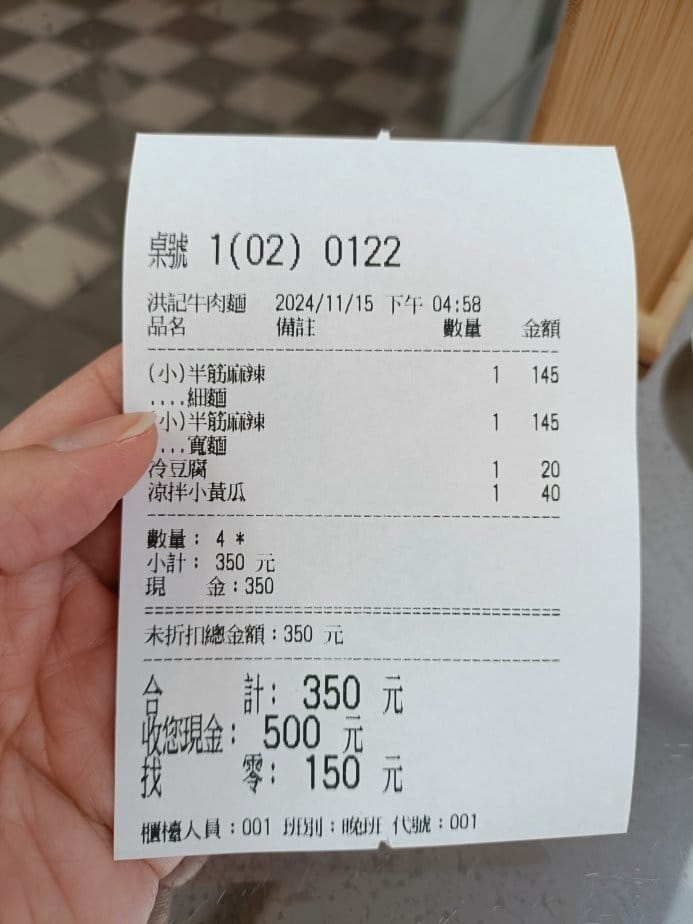 桌號 1(02) 0122
洪記牛肉麵 2024/11/15 下午 04:58
品名 備註 數量 金額
(小)半筋麻辣 1 145
....細麵
(小)半筋麻辣 1 145
....寬麵
冷豆腐 1 20
涼拌小黃瓜 1 40
數量: 4 *
小計: 350 元
現 金:350
未折扣總金額:350 元
合 計: 350 元
收您現金: 500 元
找 零: 150 元
櫃檯人員:001 班別:晚班 代號:001